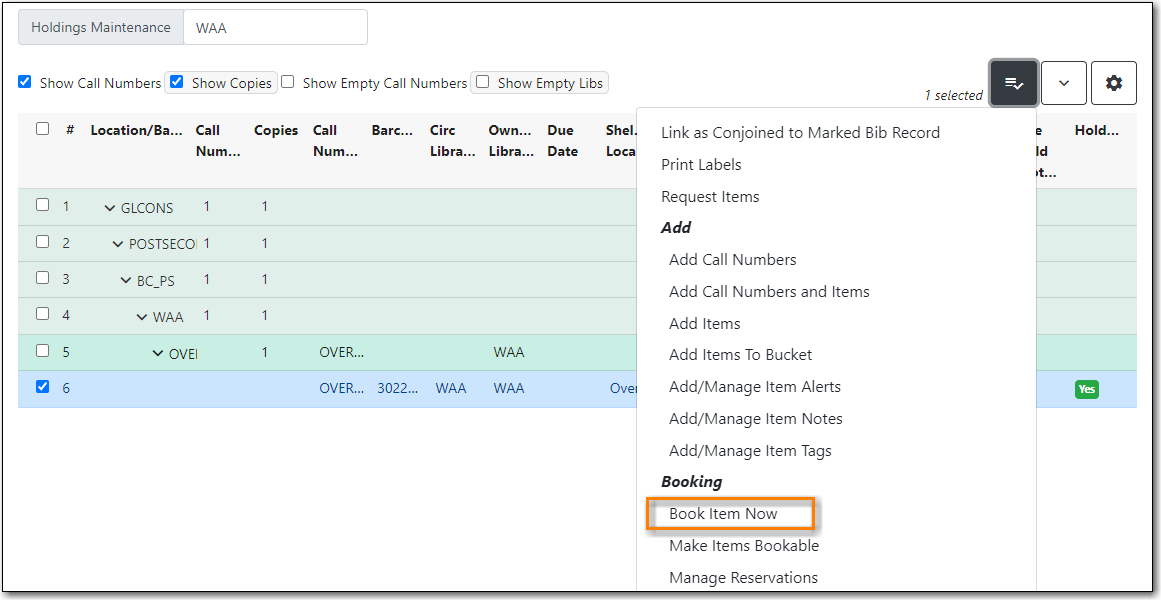 Holdings Maintenance WAA
Show Call Numbers Show Copies Show Empty Call Numbers Show Empty Libs
1 selected
# Location/Ba... Call Num... Copies Call Num... Barc... Circ Libra... Own... Libra... Due Date Shel. Loca Hold...
1 GLCONS 1 1
2 POSTSECO 1 1
3 BC_PS 1 1
4 WAA 1 1
5 OVE 1 OVER... WAA
6 OVER... 3022... WAA WAA Over Yes
Link as Conjoined to Marked Bib Record
Print Labels
Request Items
Add
Add Call Numbers
Add Call Numbers and Items
Add Items
Add Items To Bucket
Add/Manage Item Alerts
Add/Manage Item Notes
Add/Manage Item Tags
Booking
Book Item Now
Make Items Bookable
Manage Reservations